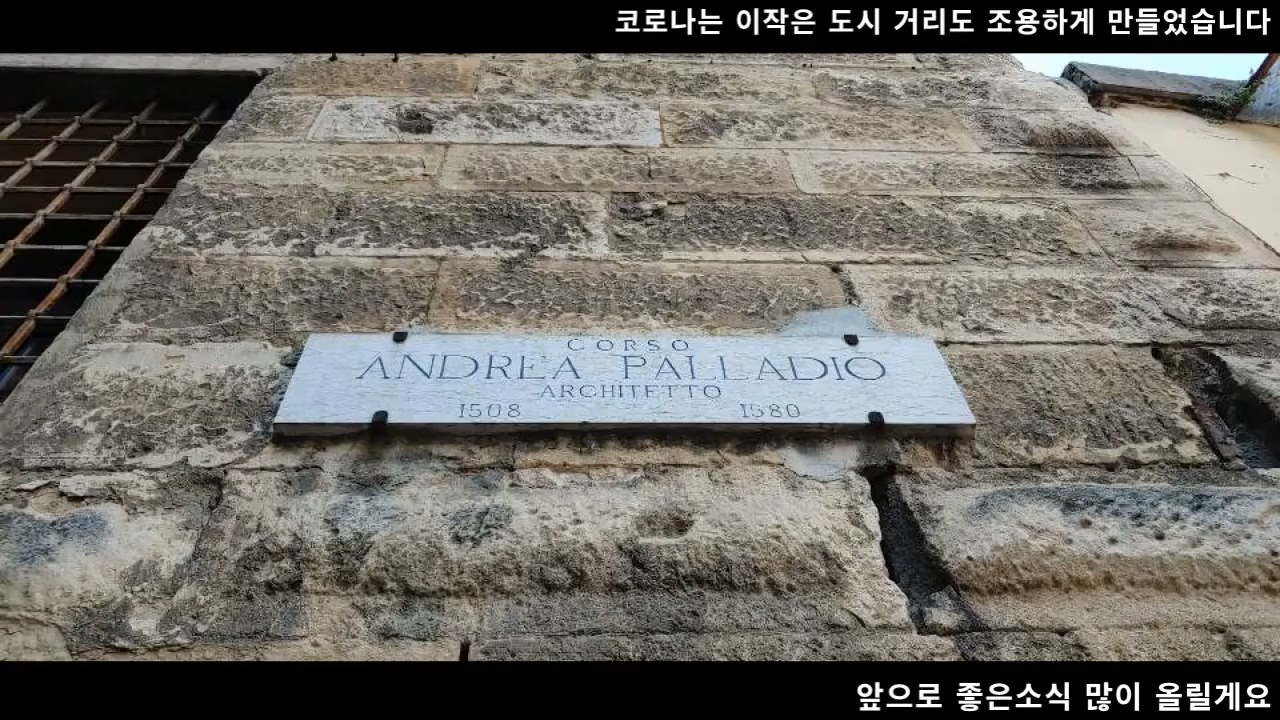 코로나는 이작은 도시 거리도 조용하게 만들었습니다
CORSO
ANDREA PALLADIO
ARCHITETTO
1508 1580
앞으로 좋은소식 많이 올릴게요